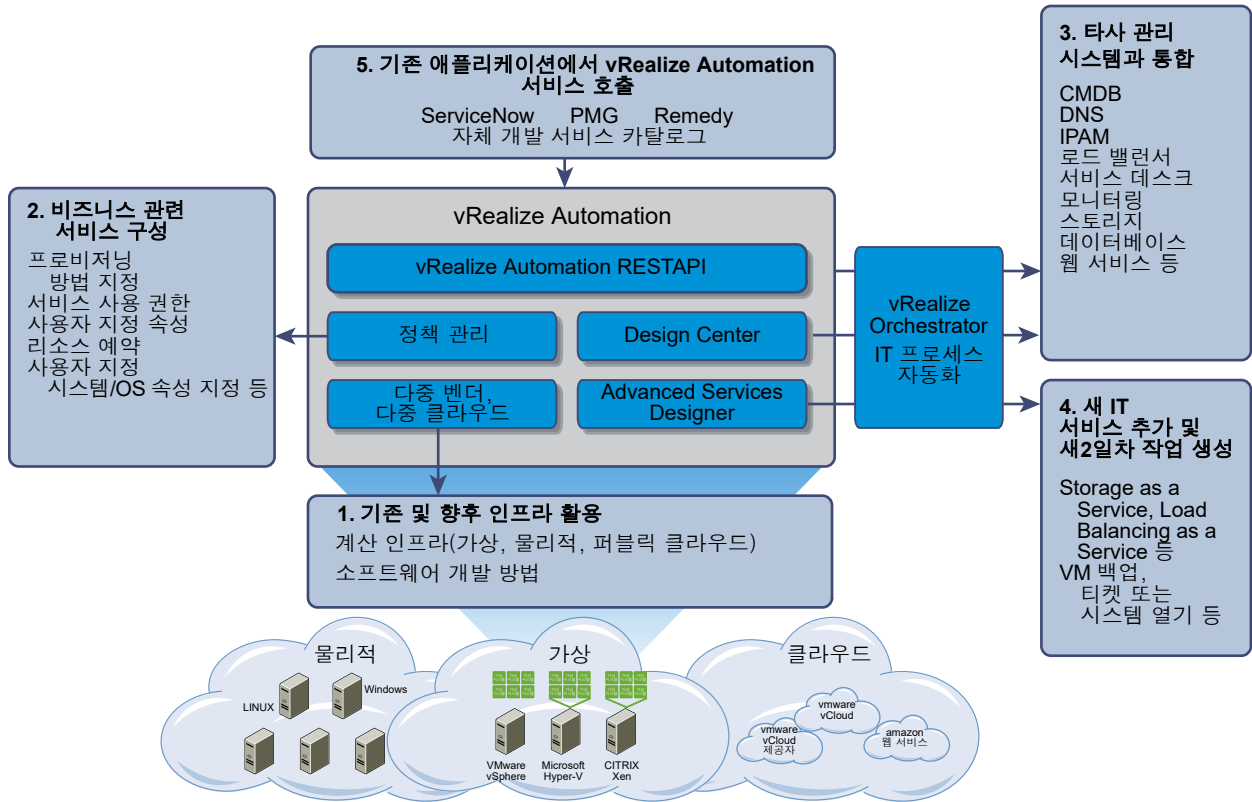 5. 기존 애플리케이션에서 vRealize Automation
서비스 호출
ServiceNow PMG Remedy
자체 개발 서비스 카탈로그
3. 타사 관리
시스템과 통합
CMDB
DNS
IPAM
로드 밸런서
서비스 데스크
모니터링
스토리지
데이터베이스
웹 서비스 등
2. 비즈니스 관련
서비스 구성
프로비저닝
방법 지정
서비스 사용 권한
사용자 지정 속성
리소스 예약
사용자 지정
시스템/OS 속성 지정 등
vRealize Automation
vRealize Automation RESTAPI
정책 관리
Design Center
다중 벤더,
다중 클라우드
Advanced Services
Designer
vRealize
Orchestrator
IT 프로세스
자동화
4. 새 IT
서비스 추가 및
새2일차 작업 생성
Storage as a
Service, Load
Balancing as a
Service 등
VM 백업,
티켓 또는
시스템 열기 등
1. 기존 및 향후 인프라 활용
계산 인프라(가상, 물리적, 퍼블릭 클라우드)
소프트웨어 개발 방법
물리적
LINUX
Windows
가상
VMware
vSphere
Microsoft
Hyper-V
CITRIX
Xen
클라우드
vmware
vCloud
vmware
vCloud
제공자
amazon
웹 서비스